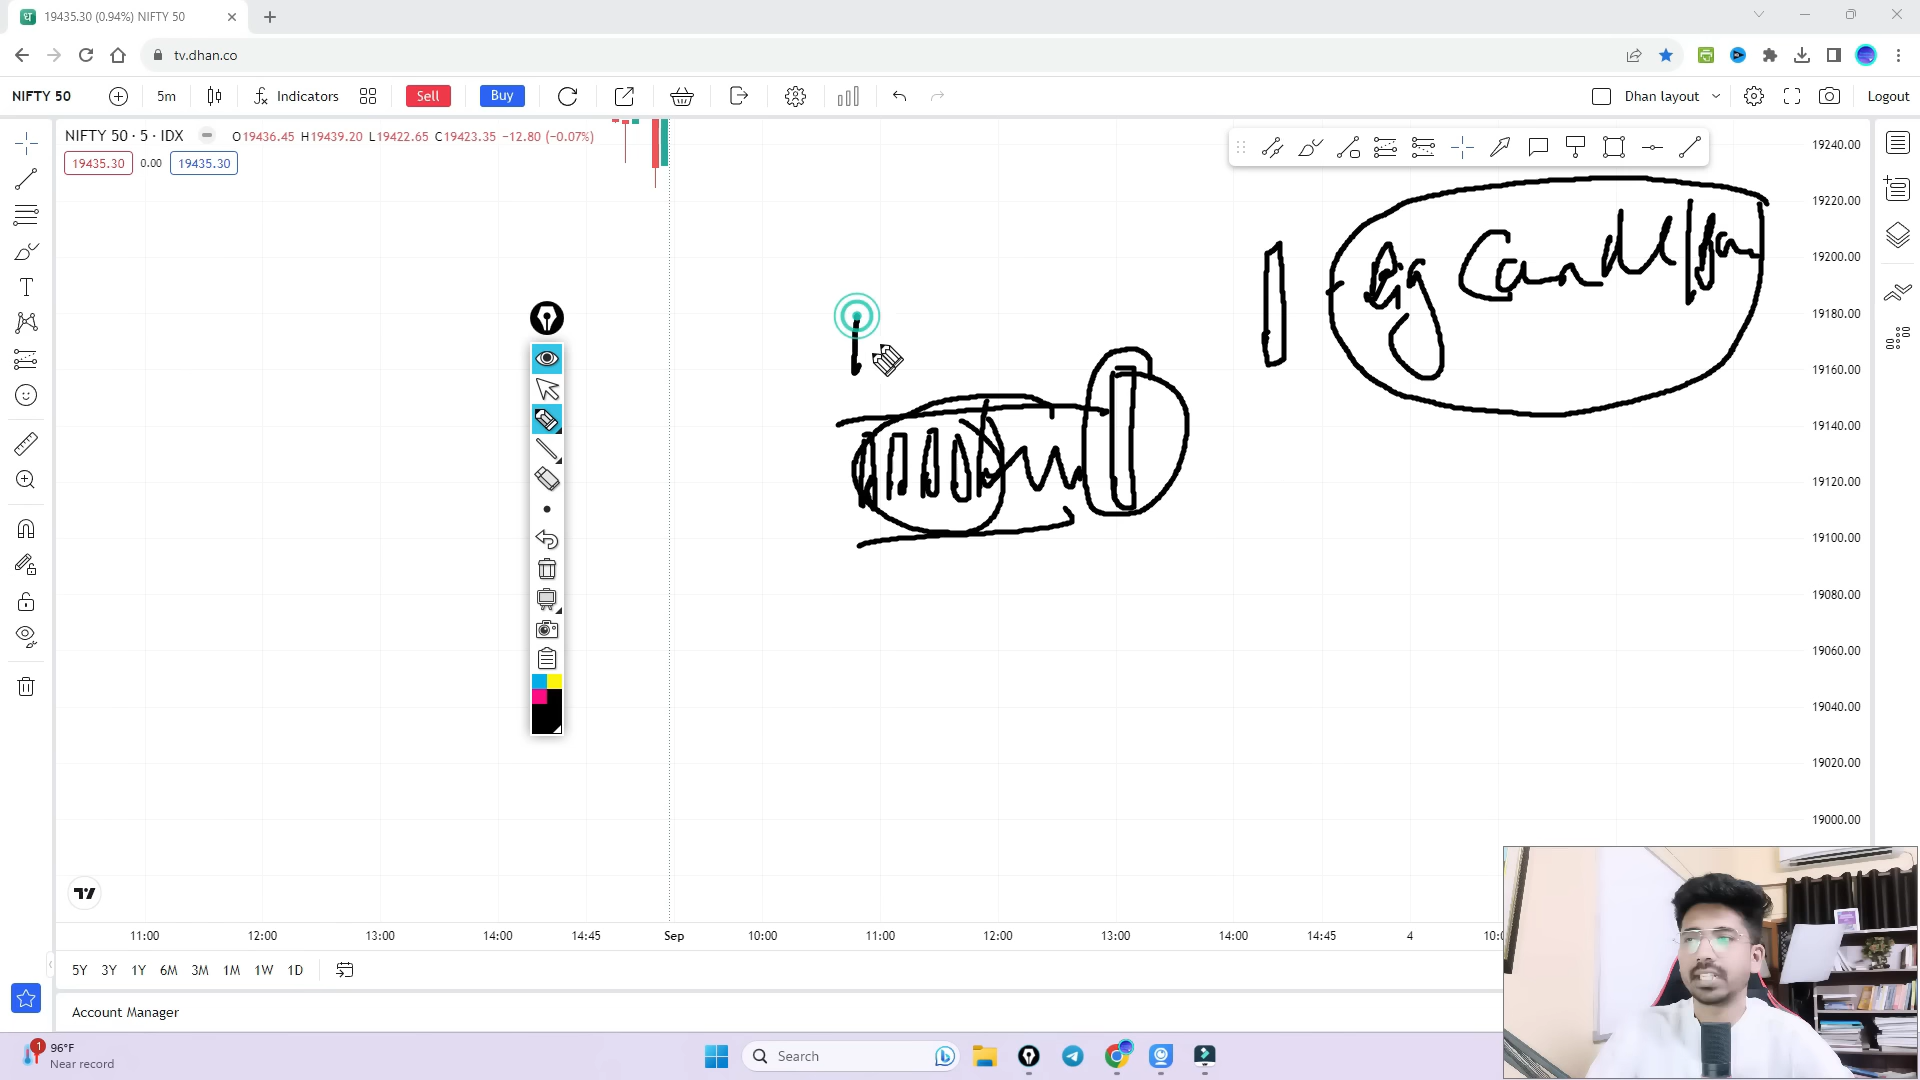 19435.30 (0.94%) NIFTY 50
tv.dhan.co
NIFTY 50 5m Indicators Sell Buy Dhan layout Logout
NIFTY 50 · 5 · IDX O19436.45 H19439.20 L19422.65 C19423.35 −12.80 (−0.07%)
19435.30 0.00 19435.30
19240.00
19220.00
19200.00
19180.00
19160.00
19140.00
19120.00
19100.00
19080.00
19060.00
19040.00
19020.00
19000.00
Candle
11:00 12:00 13:00 14:00 14:45 Sep 10:00 11:00 12:00 13:00 14:00 14:45 4
5Y 3Y 1Y 6M 3M 1M 1W 1D
Account Manager
1 96°F
Near record
Search